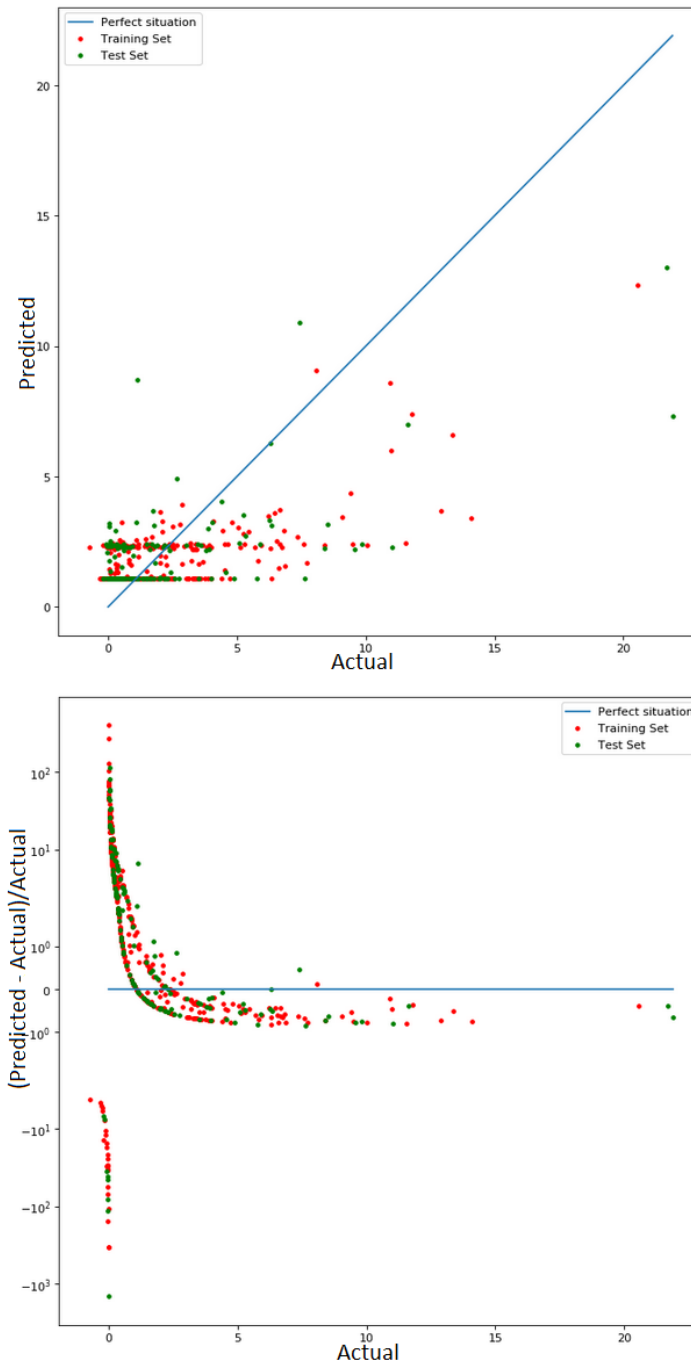 Perfect situation
Training Set
Test Set
20
15
10
5
0
Predicted
0 5 10 15 20
Actual
Perfect situation
Training Set
Test Set
10²
10¹
10⁰
0
10⁰
−10¹
−10²
−10³
(Predicted - Actual)/Actual
0 5 10 15 20
Actual